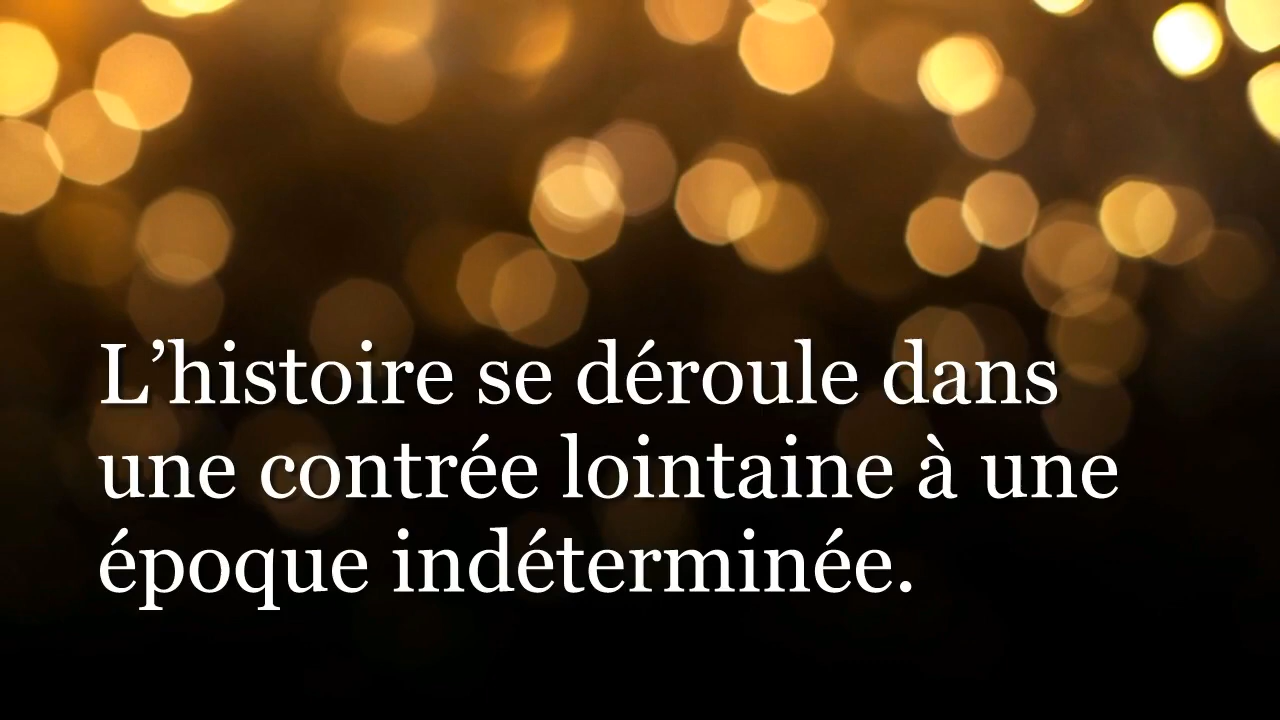 L’histoire se déroule dans
une contrée lointaine à une
époque indéterminée.